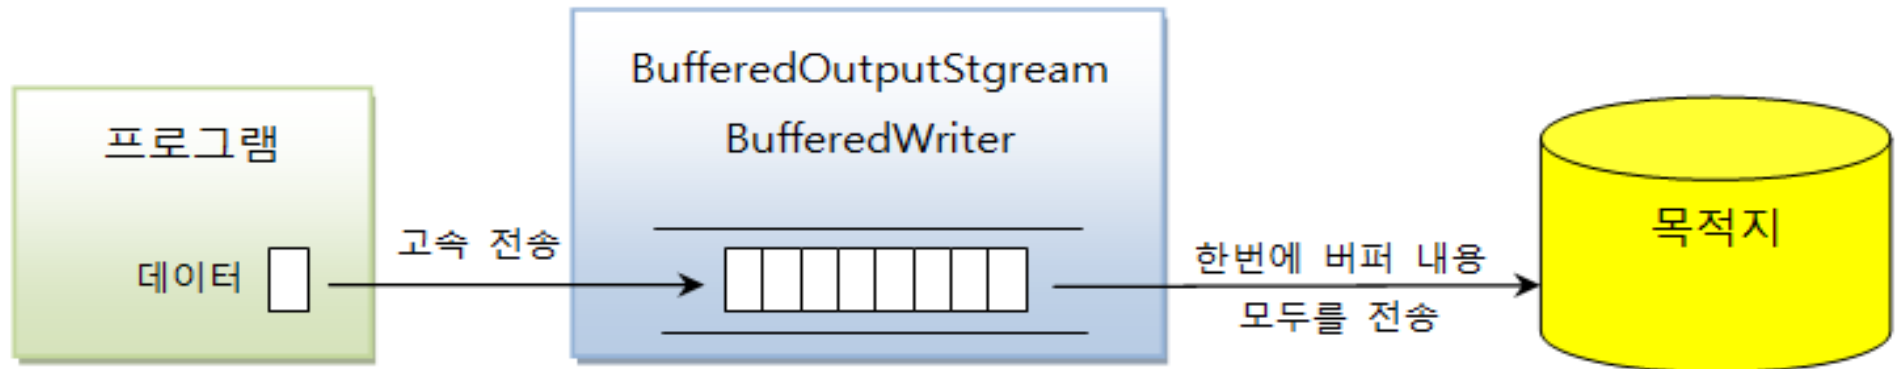 프로그램
데이터
고속 전송
BufferedOutputStgream
BufferedWriter
한번에 버퍼 내용
모두를 전송
목적지